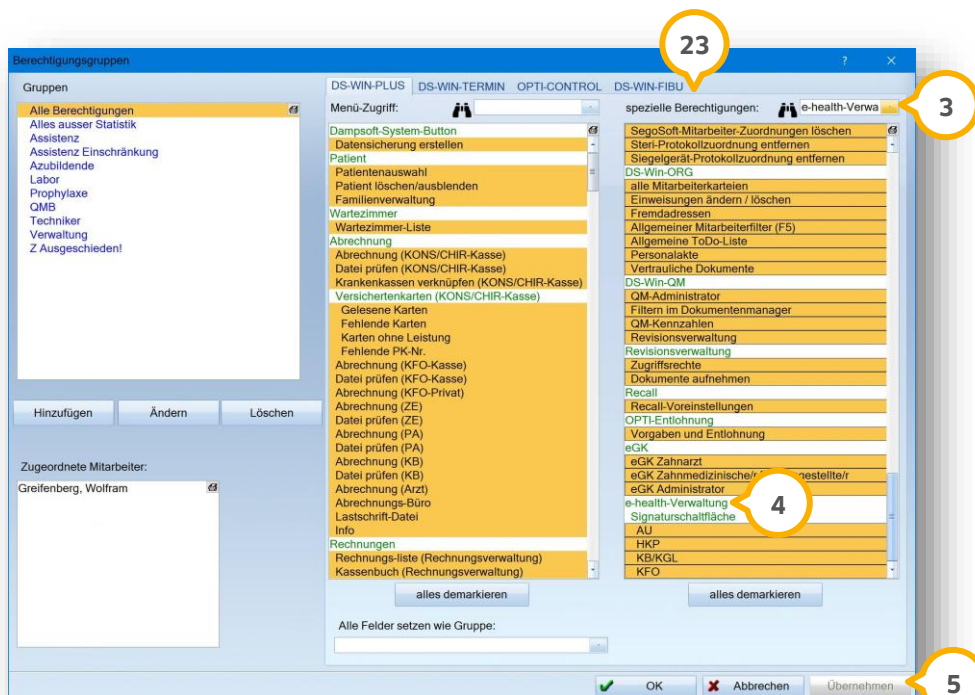 23
Berechtigungsgruppen
Gruppen
Alle Berechtigungen
Alles ausser Statistik
Assistenz
Assistenz Einschränkung
Azubildende
Labor
Prophylaxe
QMB
Techniker
Verwaltung
Z Ausgeschieden!
Hinzufügen Ändern Löschen
Zugeordnete Mitarbeiter:
Greifenberg, Wolfram
DS-WIN-PLUS DS-WIN-TERMIN OPTI-CONTROL DS-WIN-FIBU
Menü-Zugriff:
Dampsoft-System-Button
Datensicherung erstellen
Patient
Patientenauswahl
Patient löschen/ausblenden
Familienverwaltung
Wartezimmer
Wartezimmer-Liste
Abrechnung
Abrechnung (KONS/CHIR-Kasse)
Datei prüfen (KONS/CHIR-Kasse)
Krankenkassen verknüpfen (KONS/CHIR-Kasse)
Versichertenkarten (KONS/CHIR-Kasse)
Gelesene Karten
Fehlende Karten
Karten ohne Leistung
Fehlende PK-Nr.
Abrechnung (KFO-Kasse)
Datei prüfen (KFO-Kasse)
Abrechnung (KFO-Privat)
Abrechnung (ZE)
Datei prüfen (ZE)
Abrechnung (PA)
Datei prüfen (PA)
Abrechnung (KB)
Datei prüfen (KB)
Abrechnung (Arzt)
Abrechnungs-Büro
Lastschrift-Datei
Info
Rechnungen
Rechnungs-liste (Rechnungsverwaltung)
Kassenbuch (Rechnungsverwaltung)
alles demarkieren
Alle Felder setzen wie Gruppe:
spezielle Berechtigungen: e-health-Verwa
3
SegoSoft-Mitarbeiter-Zuordnungen löschen
Steri-Protokollzuordnung entfernen
Siegelgerät-Protokollzuordnung entfernen
DS-Win-ORG
alle Mitarbeiterkarteien
Einweisungen ändern / löschen
Fremdadressen
Allgemeiner Mitarbeiterfilter (F5)
Allgemeine ToDo-Liste
Personalakte
Vertrauliche Dokumente
DS-Win-QM
QM-Administrator
Filtern im Dokumentenmanager
QM-Kennzahlen
Revisionsverwaltung
Revisionsverwaltung
Zugriffsrechte
Dokumente aufnehmen
Recall
Recall-Voreinstellungen
OPTI-Entlohnung
Vorgaben und Entlohnung
eGK
eGK Zahnarzt
eGK Zahnmedizinische/r gestellte/r
eGK Administrator
e-health-Verwaltung
4
Signaturschaltfläche
AU
HKP
KB/KGL
KFO
alles demarkieren
OK Abbrechen Übernehmen
5